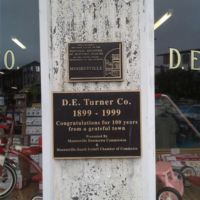 O.
D.E
MOORESVILLE
D.E. Turner Co.
1899 - 1999
Congratulations for 100 years
from a grateful town
Presented By
Mooresville Downtown Commission
&
Mooresville-South Iredell Chamber of Commerce